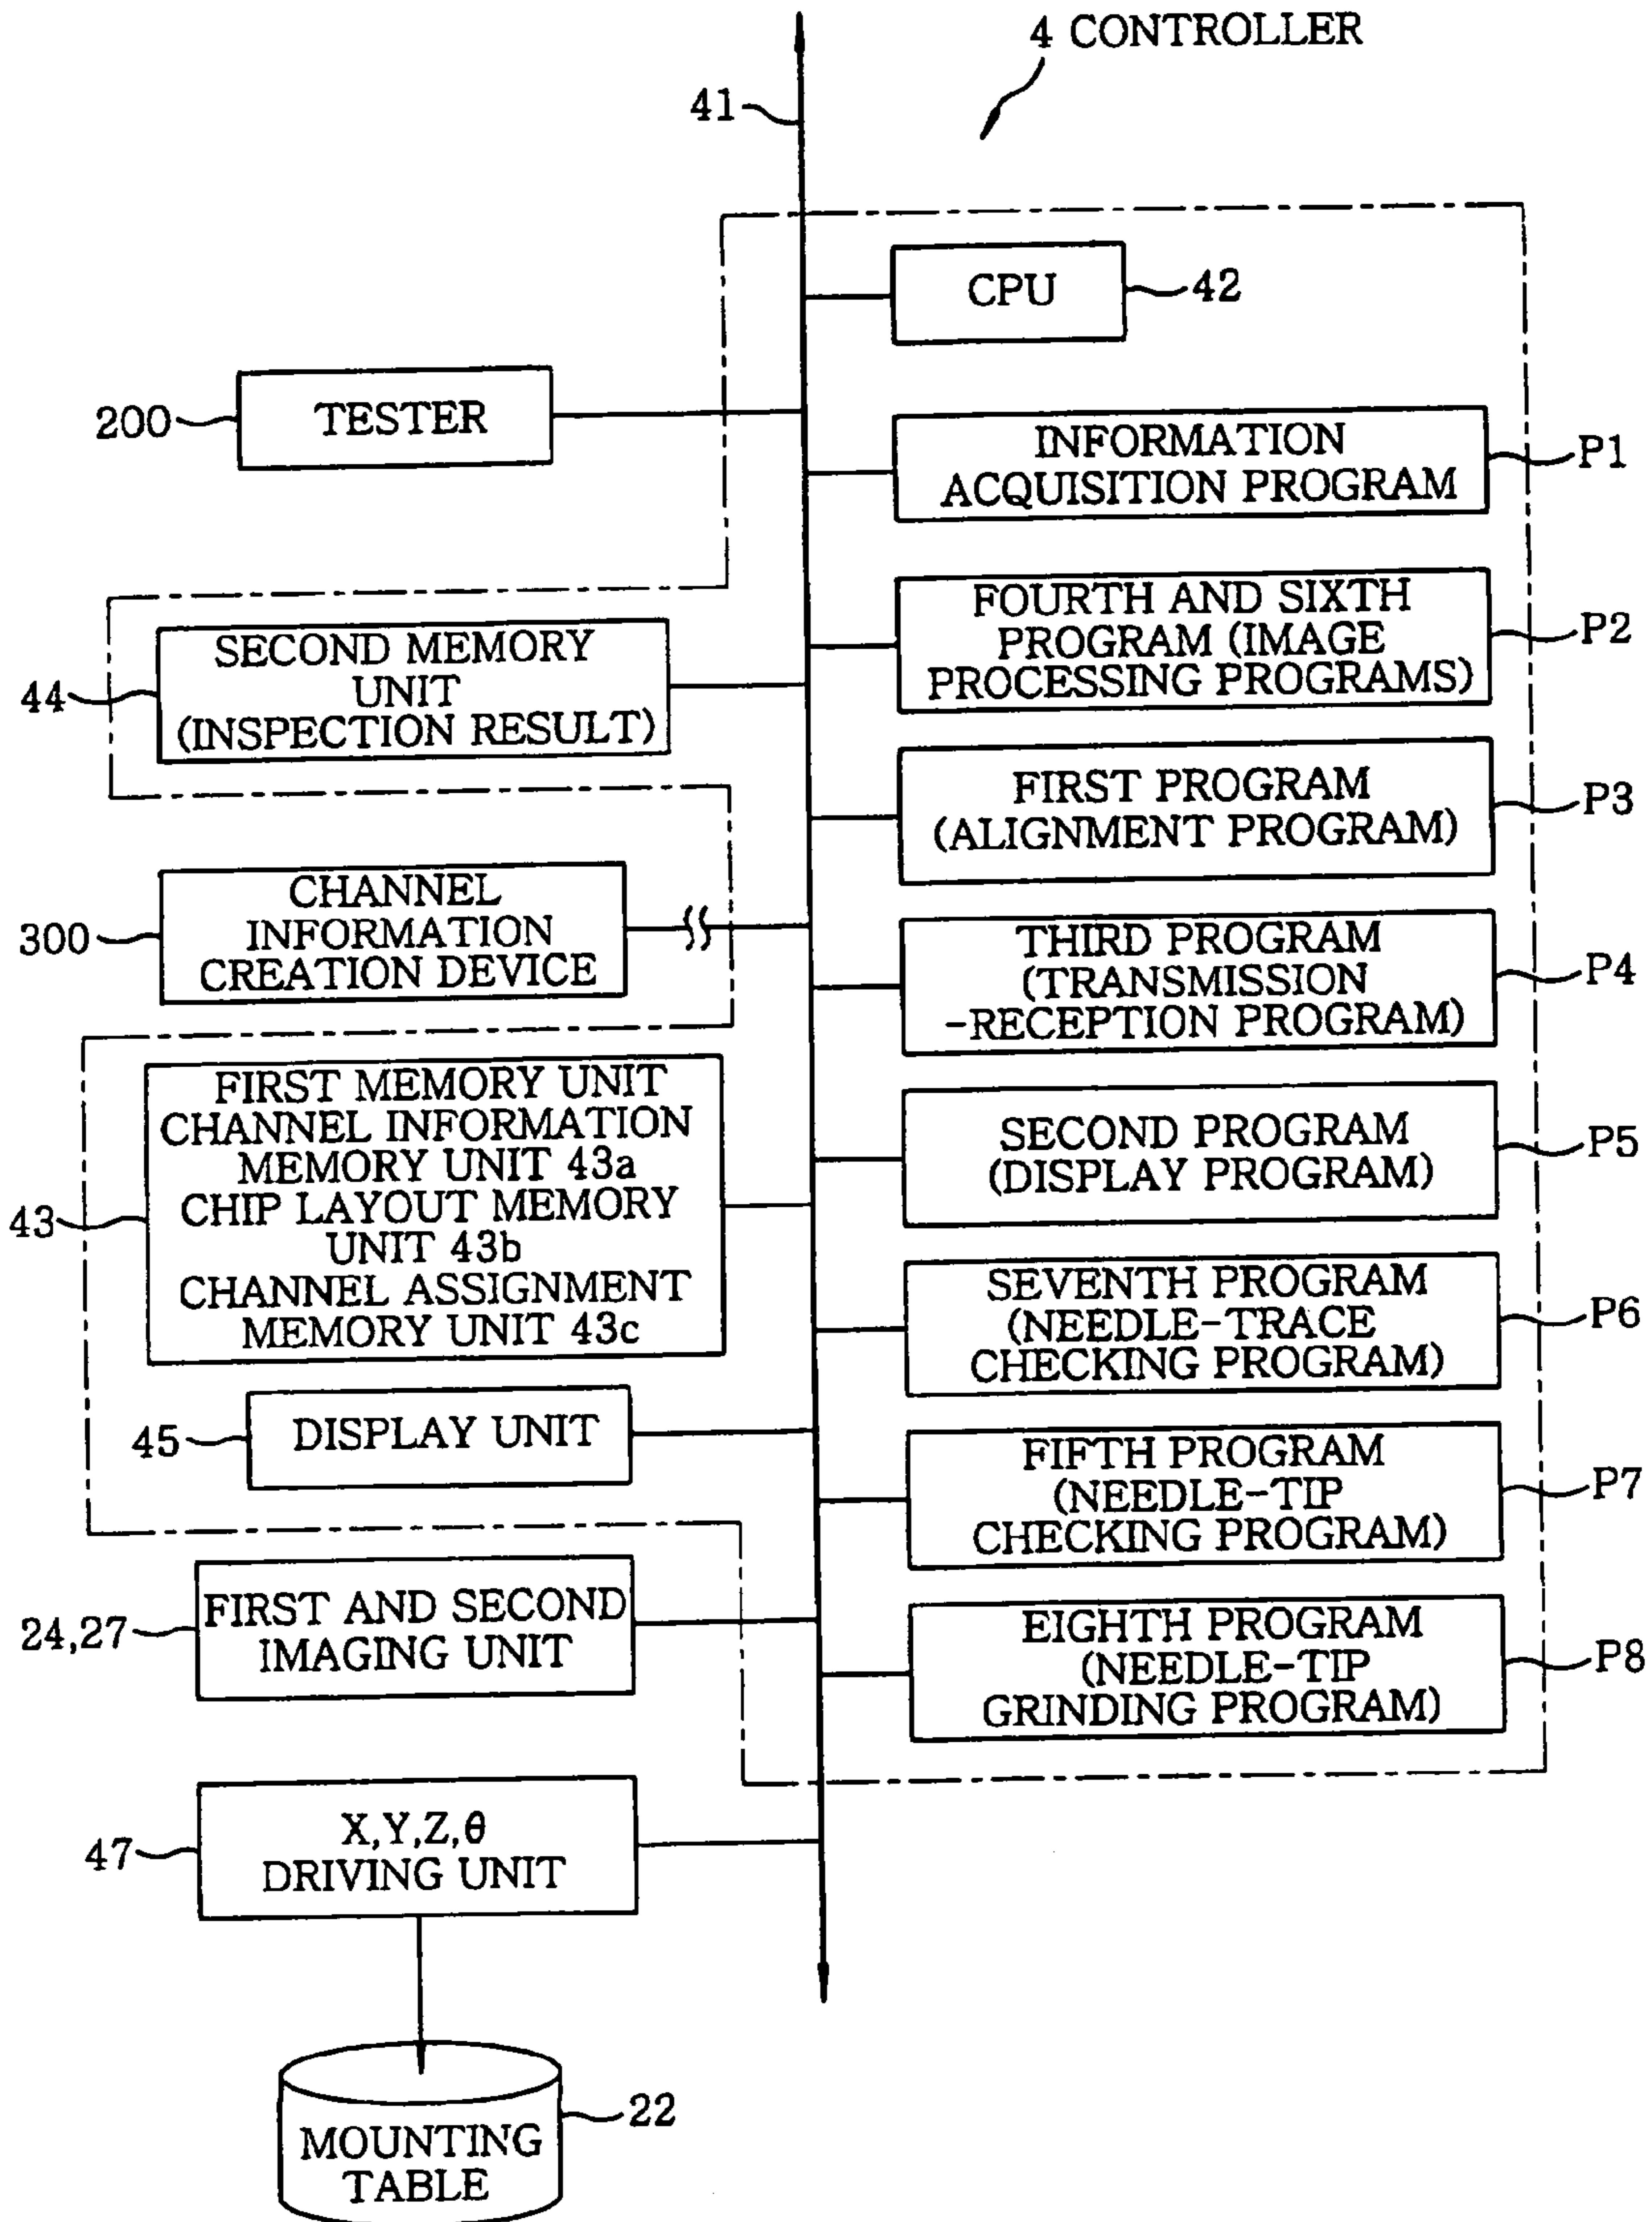 4 CONTROLLER
41
CPU
42
TESTER
200
INFORMATION
ACQUISITION PROGRAM
P1
FOURTH AND SIXTH
PROGRAM (IMAGE
PROCESSING PROGRAMS)
P2
SECOND MEMORY
UNIT
(INSPECTION RESULT)
44
FIRST PROGRAM
(ALIGNMENT PROGRAM)
P3
CHANNEL
INFORMATION
CREATION DEVICE
300
THIRD PROGRAM
(TRANSMISSION
-RECEPTION PROGRAM)
P4
FIRST MEMORY UNIT
CHANNEL INFORMATION
MEMORY UNIT 43a
CHIP LAYOUT MEMORY
UNIT 43b
CHANNEL ASSIGNMENT
MEMORY UNIT 43c
43
SECOND PROGRAM
(DISPLAY PROGRAM)
P5
SEVENTH PROGRAM
(NEEDLE-TRACE
CHECKING PROGRAM)
P6
DISPLAY UNIT
45
FIFTH PROGRAM
(NEEDLE-TIP
CHECKING PROGRAM)
P7
FIRST AND SECOND
IMAGING UNIT
24,27
EIGHTH PROGRAM
(NEEDLE-TIP
GRINDING PROGRAM)
P8
X,Y,Z,θ
DRIVING UNIT
47
MOUNTING
TABLE
22